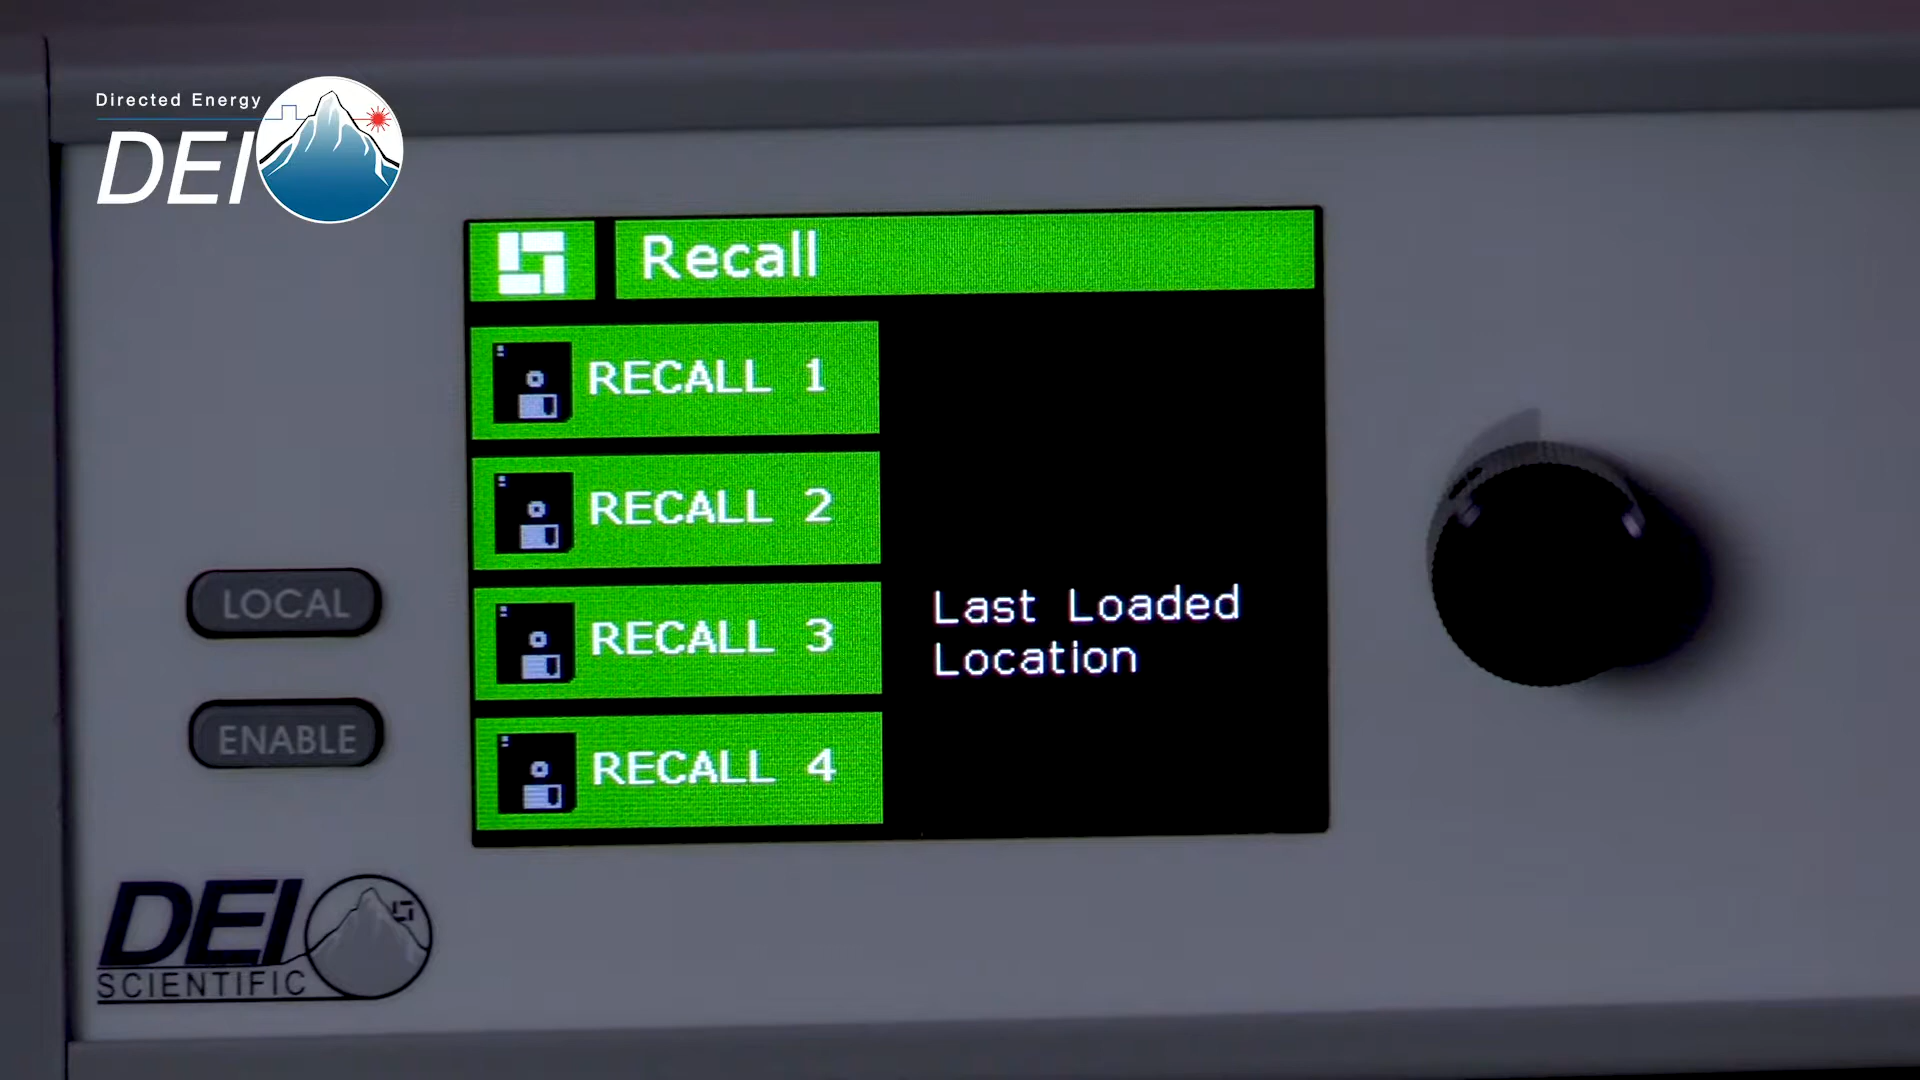 Directed Energy
DEI
Recall
RECALL 1
RECALL 2
RECALL 3
RECALL 4
Last Loaded
Location
LOCAL
ENABLE
DEI
SCIENTIFIC